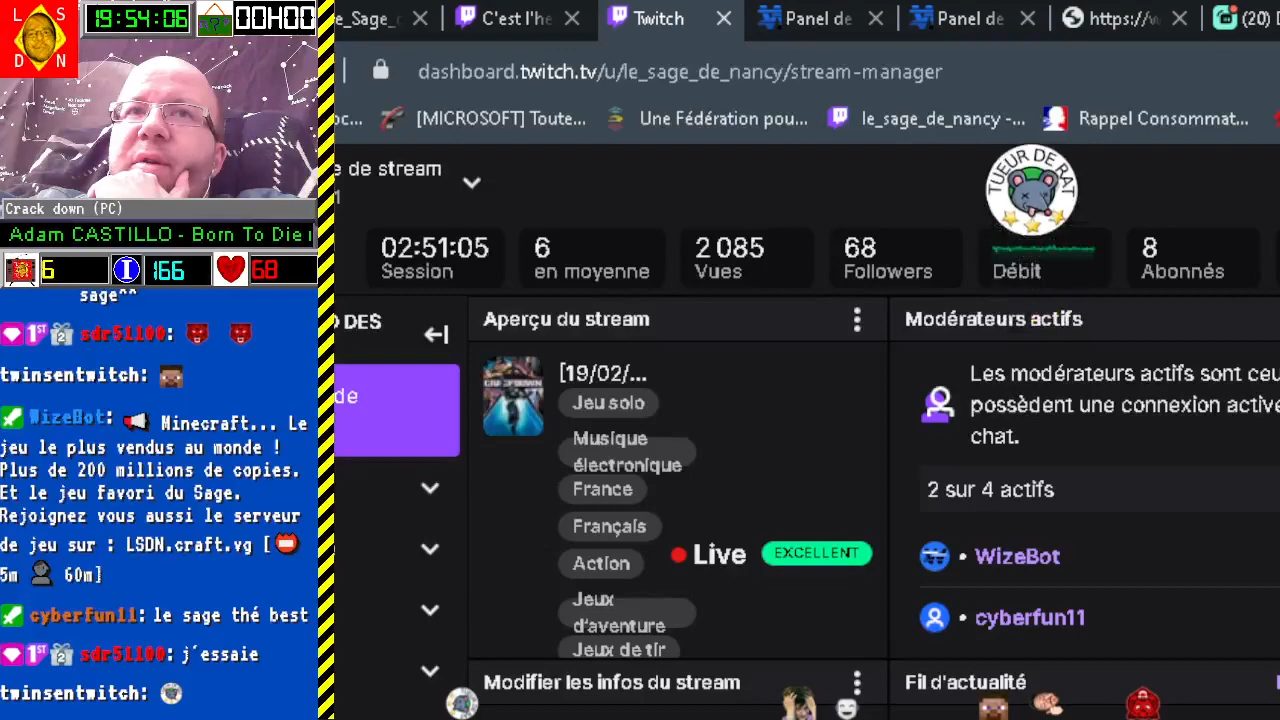 L S
D N
19:54:06
00H00
Crack down (PC)
Adam CASTILLO - Born To Die
6
166
68
sage^^
sdr51100:
twinsentwitch:
WizeBot: Minecraft... Le
jeu le plus vendus au monde !
Plus de 200 millions de copies.
Et le jeu favori du Sage.
Rejoignez vous aussi le serveur
de jeu sur : LSDN.craft.vg [
5m 60m]
cyberfun11: le sage thé best
sdr51100: j'essaie
twinsentwitch:
e_Sage_
C'est l'he
Twitch
Panel de
Panel de
https://w
(20)
dashboard.twitch.tv/u/le_sage_de_nancy/stream-manager
oc...
[MICROSOFT] Toute...
Une Fédération pou...
le_sage_de_nancy -...
Rappel Consommat...
e de stream
TUEUR DE RAT
02:51:05
Session
6
en moyenne
2 085
Vues
68
Followers
Débit
8
Abonnés
O DES
de
Aperçu du stream
[19/02/...
Jeu solo
Musique
électronique
France
Français
Action
Jeux
d'aventure
Jeux de tir
Live
EXCELLENT
Modifier les infos du stream
Modérateurs actifs
Les modérateurs actifs sont ceu
possèdent une connexion active
chat.
2 sur 4 actifs
• WizeBot
• cyberfun11
Fil d'actualité